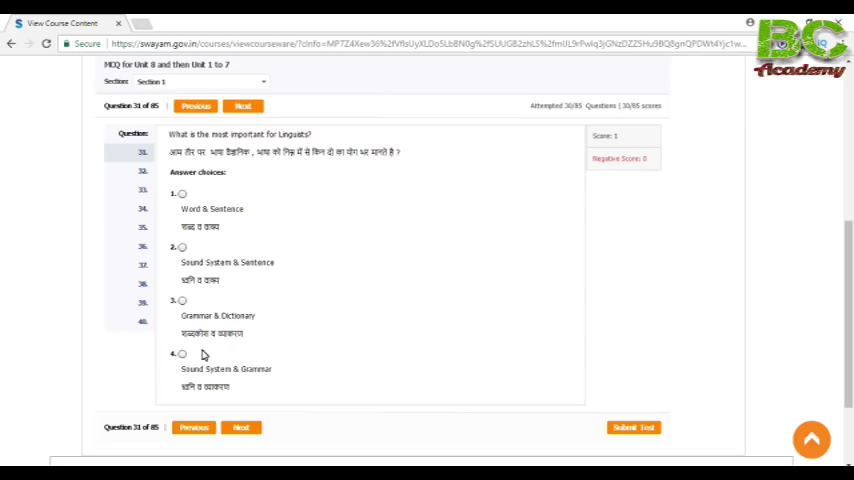 View Course Content
Secure
https://swayam.gov.in/courses/viewcourseware/?cInfo=
BC
Academy
MCQ for Unit 8 and then Unit 1 to 7
Section: Section 1
Question 31 of 85 | Previous Next Attempted 30/85 Questions | 30/85 scores
Question: What is the most important for Linguists? Score: 1
31. आम तौर पर भाषा वैज्ञानिक , भाषा को निम्न में से किन दो का योग भर मानते है ? Negative Score: 0
32. Answer choices:
33. 1.
34. Word & Sentence
35. शब्द व वाक्य
36. 2.
37. Sound System & Sentence
38. ध्वनि व वाक्य
39. 3.
40. Grammar & Dictionary
शब्दकोश व व्याकरण
4.
Sound System & Grammar
ध्वनि व व्याकरण
Question 31 of 85 | Previous Next Submit Test